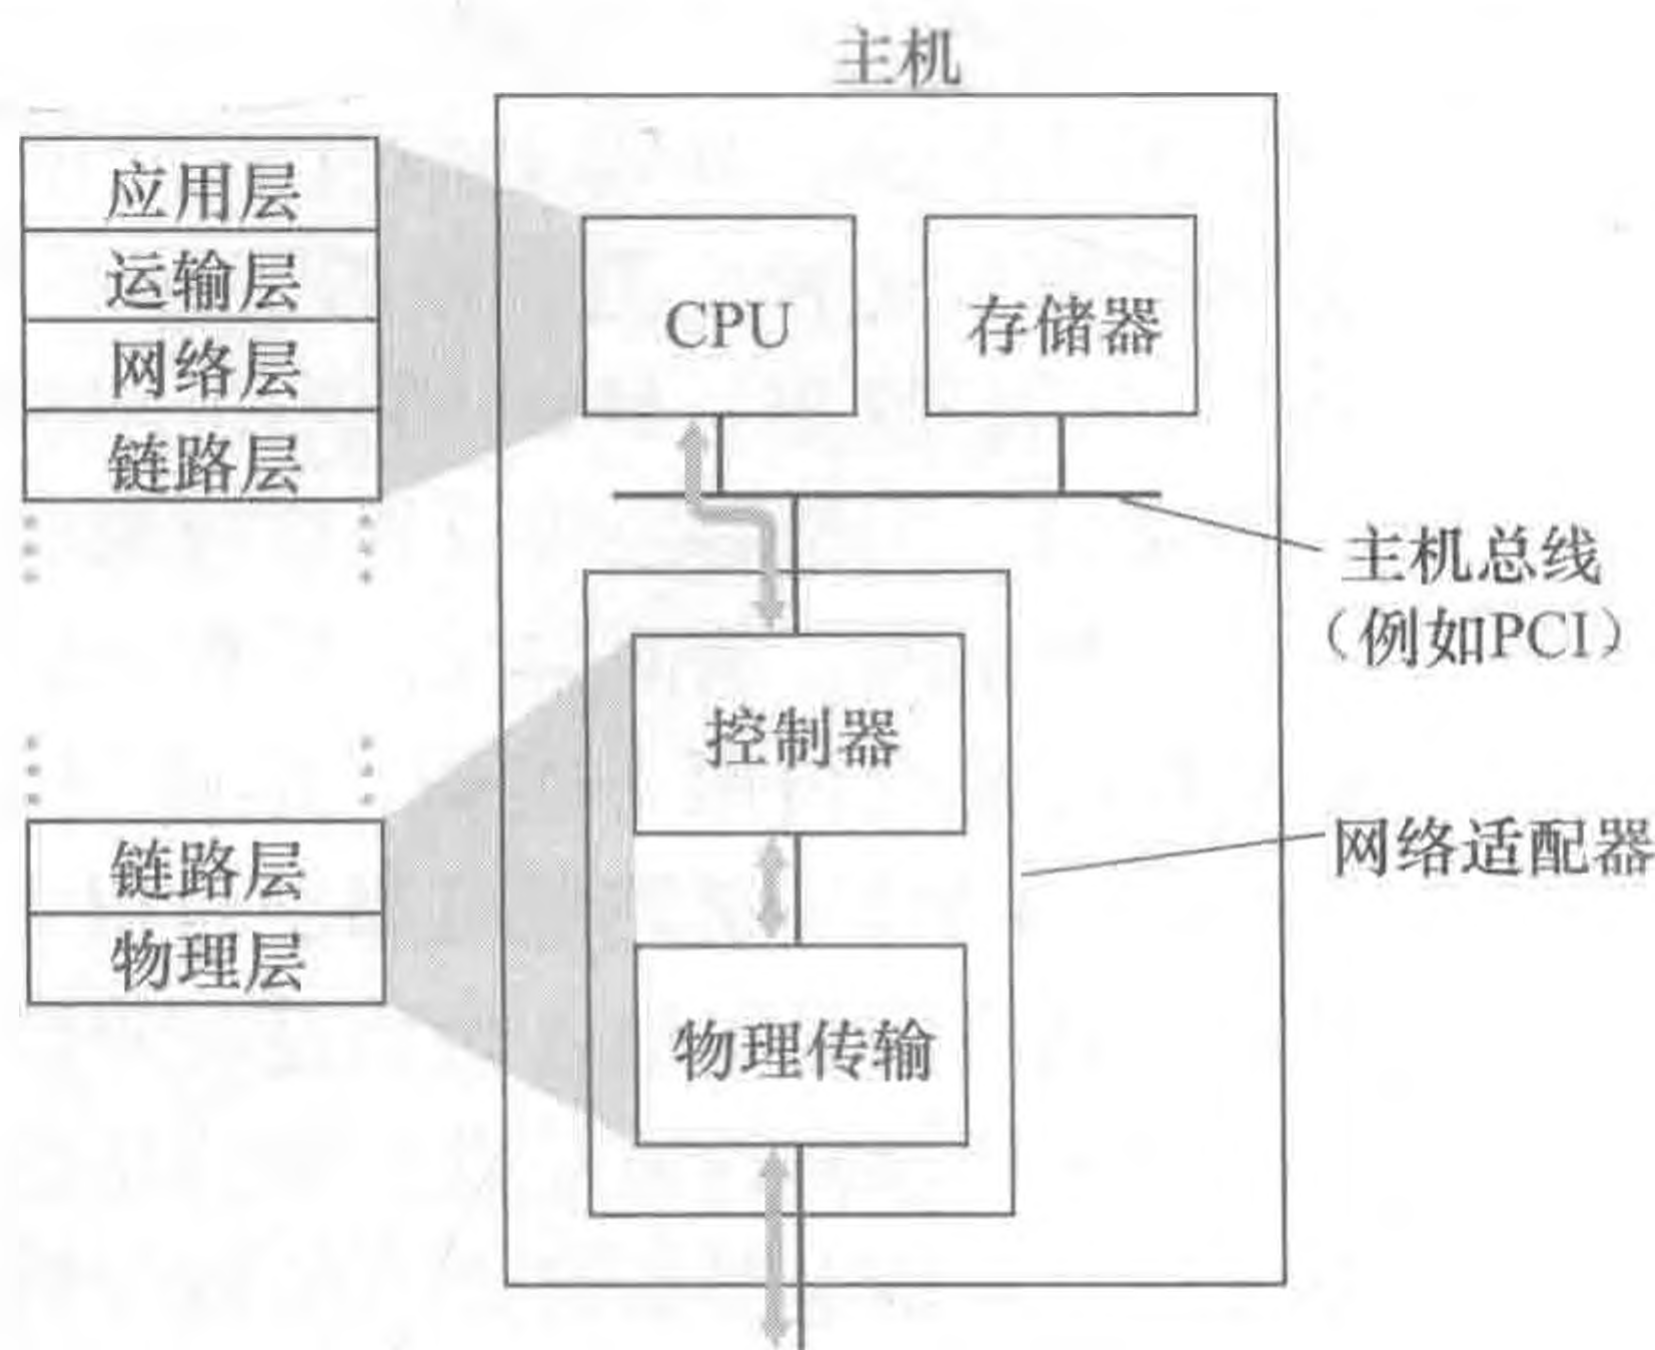 主机
应用层
运输层
网络层
链路层
CPU
存储器
主机总线
（例如PCI）
控制器
网络适配器
链路层
物理层
物理传输